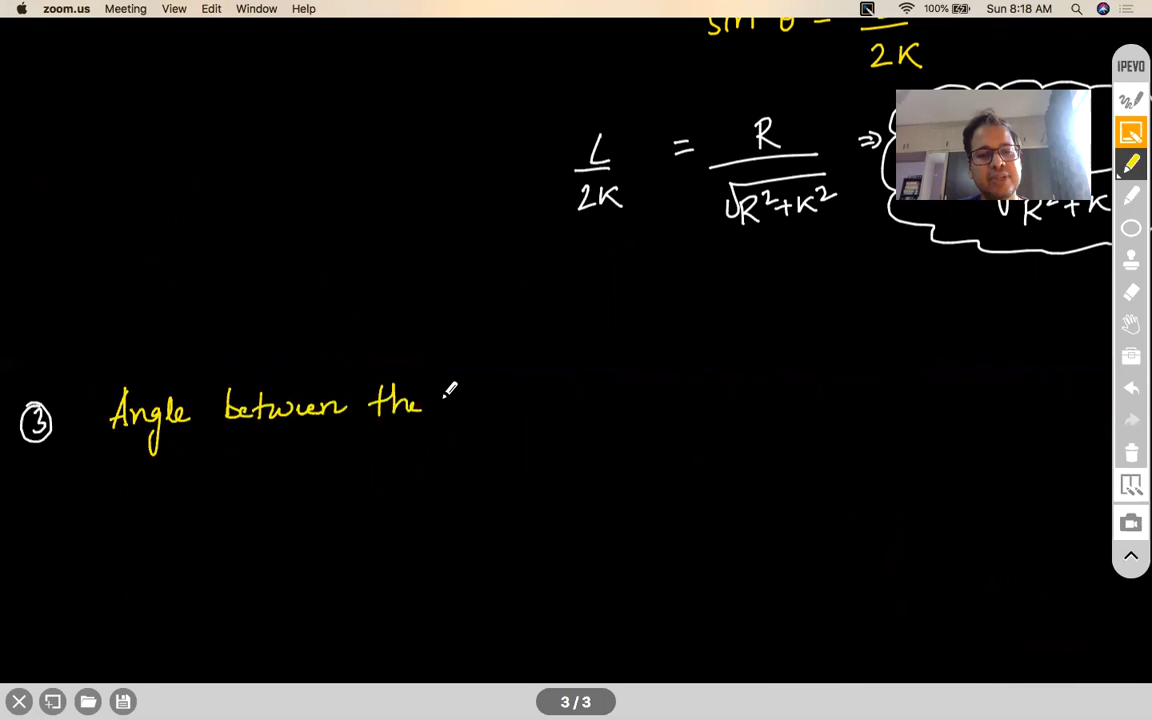 zoom.us Meeting View Edit Window Help 100% Sun 8:18 AM
IPEVO
sin θ =
2K
L/2K = R/√R²+K² ⇒
√R²+K
③ Angle between the
3 / 3